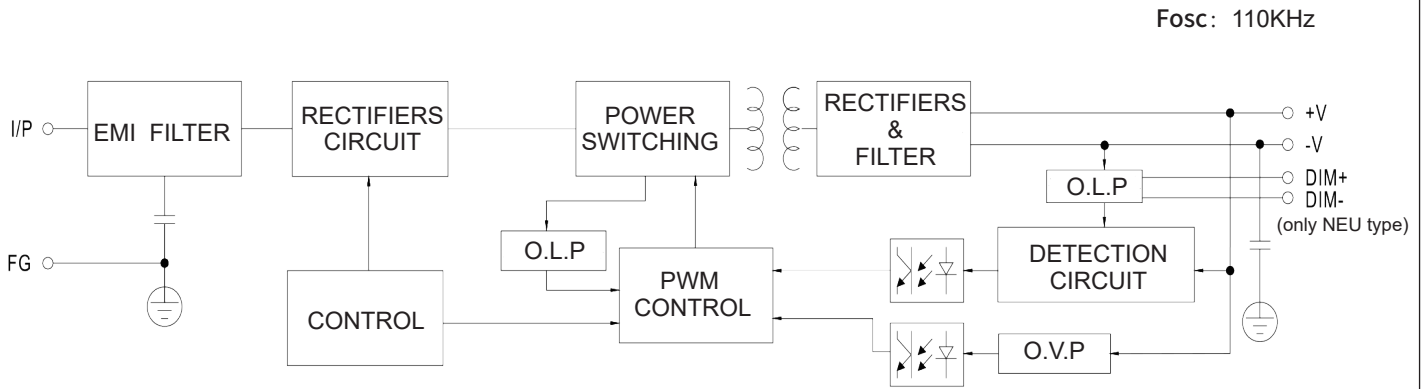 Fosc: 110KHz
I/P
EMI FILTER
RECTIFIERS
CIRCUIT
POWER
SWITCHING
RECTIFIERS
&
FILTER
+V
-V
O.L.P
DIM+
DIM-
(only NEU type)
FG
O.L.P
DETECTION
CIRCUIT
PWM
CONTROL
CONTROL
O.V.P